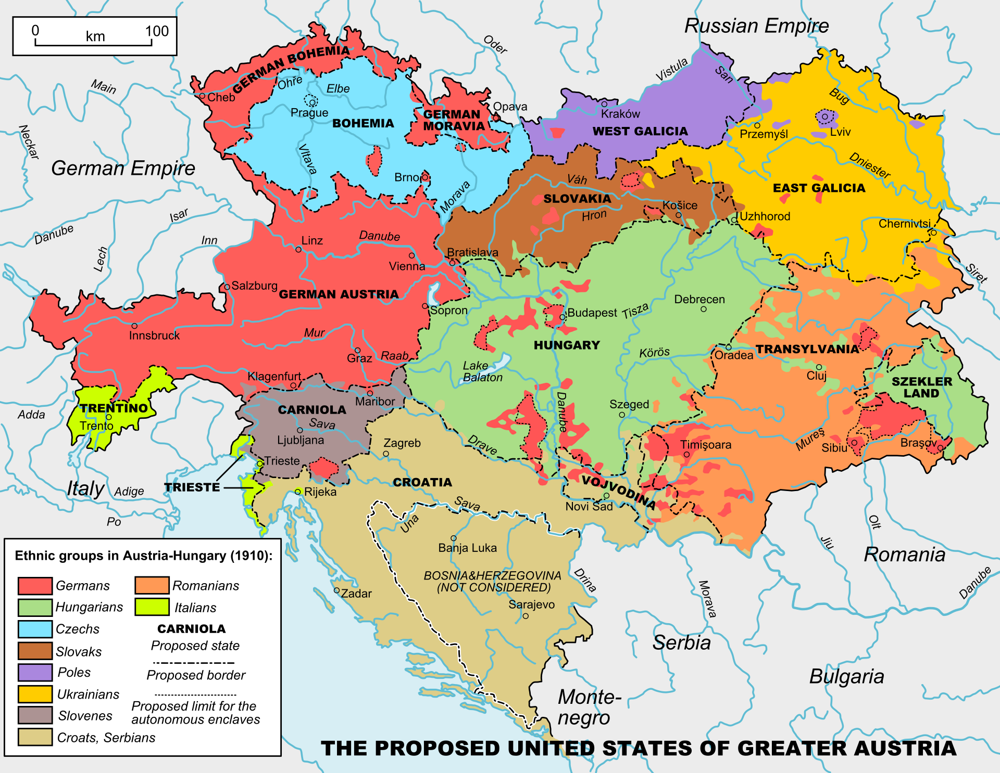 0
100
km
Russian Empire
Oder
Vistula
San
Bug
Main
Neckar
GERMAN BOHEMIA
Ohře
Elbe
Cheb
Prague
BOHEMIA
GERMAN
MORAVIA
Opava
Kraków
WEST GALICIA
Przemyśl
Lviv
Dniester
German Empire
Vltava
Brno
Morava
Váh
SLOVAKIA
Hron
Košice
EAST GALICIA
Uzhhorod
Chernivtsi
Siret
Danube
Isar
Inn
Lech
Linz
Danube
Vienna
Bratislava
Salzburg
GERMAN AUSTRIA
Sopron
Budapest
Tisza
Debrecen
Innsbruck
Mur
Graz
Raab
HUNGARY
Körös
Oradea
TRANSYLVANIA
Cluj
Lake
Balaton
SZEKLER
LAND
Klagenfurt
Maribor
Danube
Szeged
TRENTINO
Trento
Adda
CARNIOLA
Sava
Ljubljana
Drave
Zagreb
Timişoara
Mureş
Sibiu
Braşov
Trieste
TRIESTE
Italy
Adige
Po
Rijeka
CROATIA
VOJVODINA
Novi Sad
Sava
Una
Banja Luka
BOSNIA&HERZEGOVINA
(NOT CONSIDERED)
Sarajevo
Drina
Zadar
Jiu
Olt
Romania
Danube
Morava
Serbia
Bulgaria
Monte-
negro
Ethnic groups in Austria-Hungary (1910):
Germans
Hungarians
Czechs
Slovaks
Poles
Ukrainians
Slovenes
Croats, Serbians
Romanians
Italians
CARNIOLA
Proposed state
Proposed border
Proposed limit for the
autonomous enclaves
THE PROPOSED UNITED STATES OF GREATER AUSTRIA